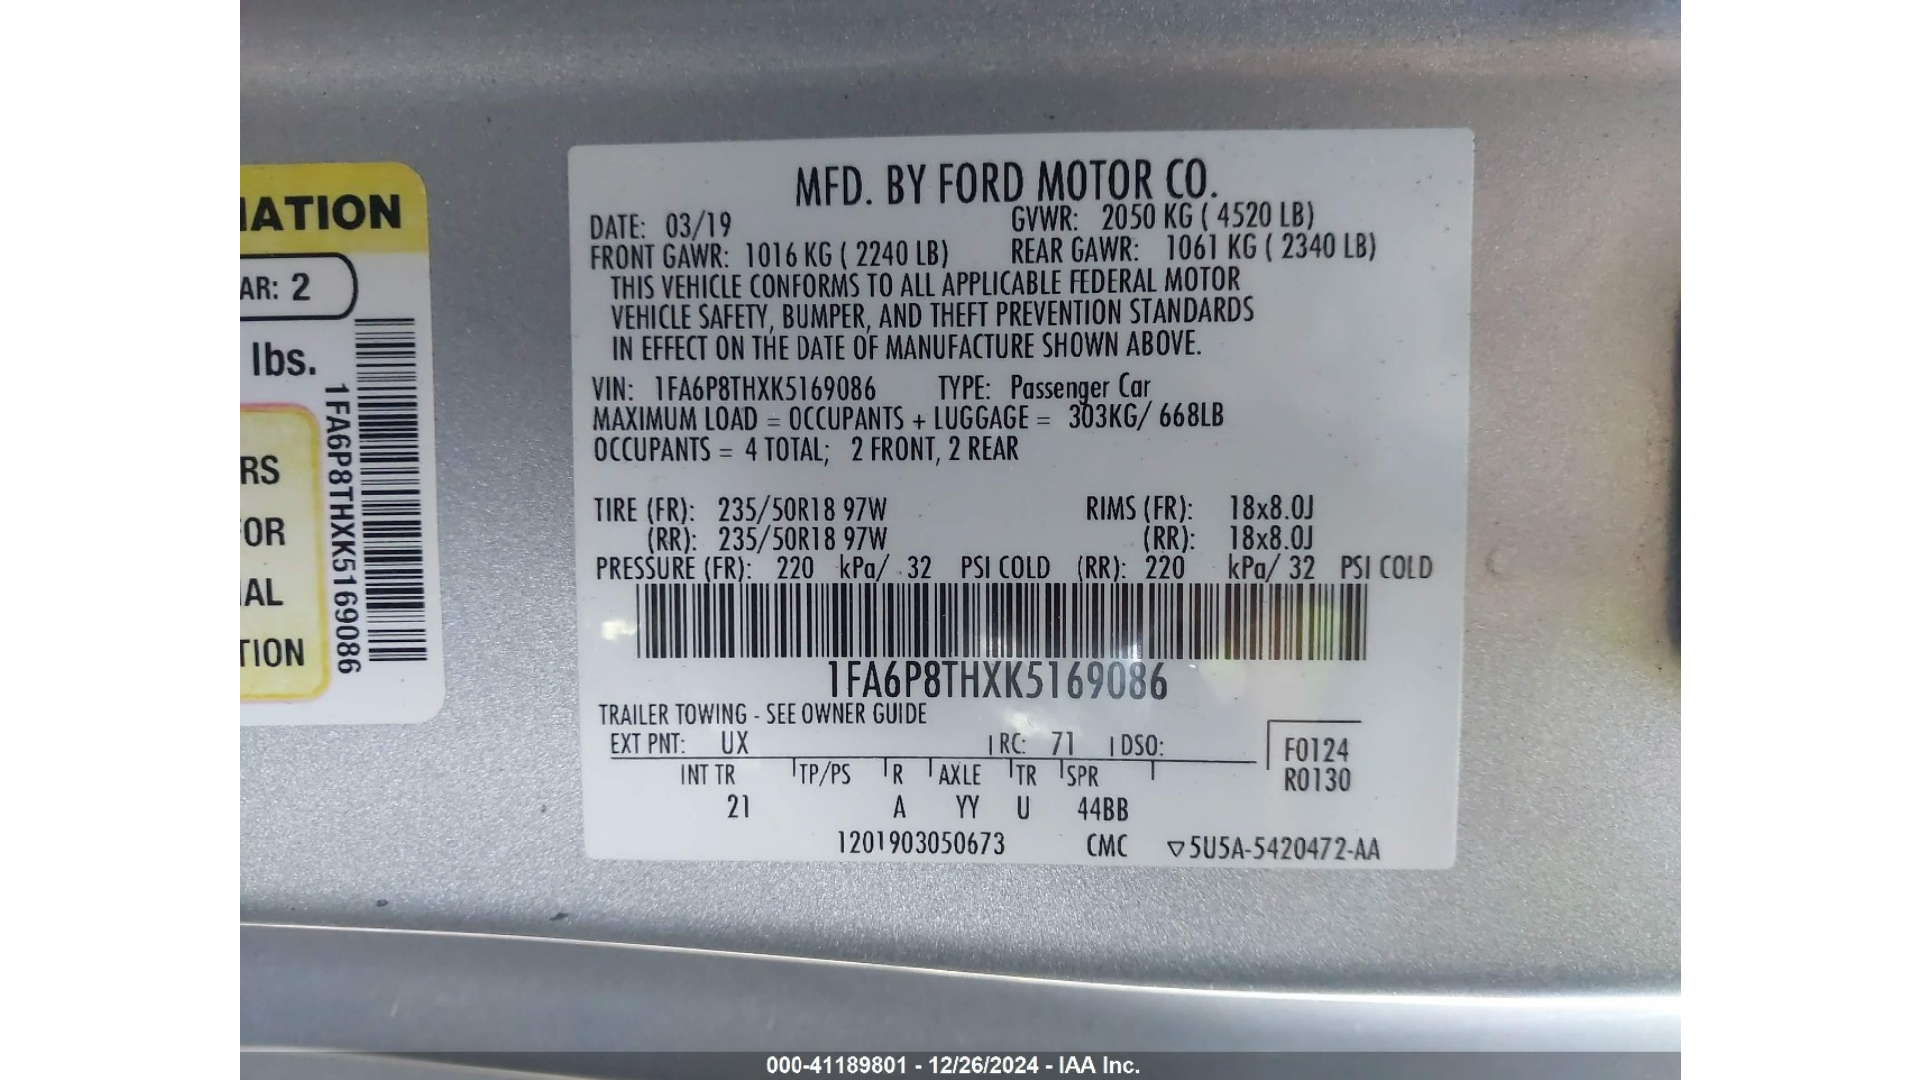 IATION
AR: 2
lbs.
1FA6P8THXK5169086
RS
FOR
IAL
TION
MFD. BY FORD MOTOR CO.
DATE: 03/19 GVWR: 2050 KG ( 4520 LB)
FRONT GAWR: 1016 KG ( 2240 LB) REAR GAWR: 1061 KG ( 2340 LB)
THIS VEHICLE CONFORMS TO ALL APPLICABLE FEDERAL MOTOR
VEHICLE SAFETY, BUMPER, AND THEFT PREVENTION STANDARDS
IN EFFECT ON THE DATE OF MANUFACTURE SHOWN ABOVE.
VIN: 1FA6P8THXK5169086 TYPE: Passenger Car
MAXIMUM LOAD = OCCUPANTS + LUGGAGE = 303KG/ 668LB
OCCUPANTS = 4 TOTAL; 2 FRONT, 2 REAR
TIRE (FR): 235/50R18 97W RIMS (FR): 18x8.0J
(RR): 235/50R18 97W (RR): 18x8.0J
PRESSURE (FR): 220 kPa/ 32 PSI COLD (RR): 220 kPa/ 32 PSI COLD
1FA6P8THXK5169086
TRAILER TOWING - SEE OWNER GUIDE
EXT PNT: UX RC: 71 DSO:
F0124
INT TR TP/PS R AXLE TR SPR
R0130
21 A YY U 44BB
1201903050673 CMC ▽5U5A-5420472-AA
000-41189801 - 12/26/2024 - IAA Inc.